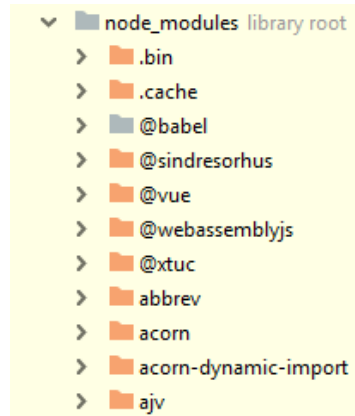 node_modules library root
.bin
.cache
@babel
@sindresorhus
@vue
@webassemblyjs
@xtuc
abbrev
acorn
acorn-dynamic-import
ajv